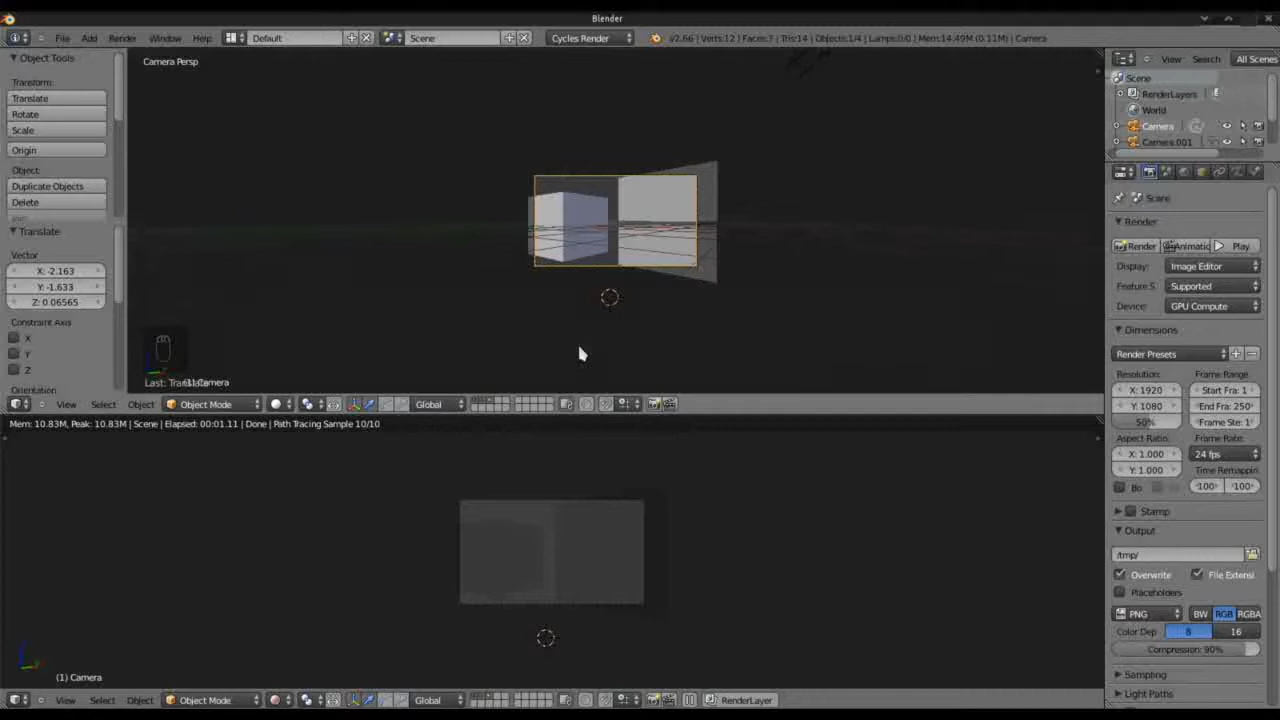 Blender
File Add Render Window Help Default Scene Cycles Render v2.66 | Verts:12 | Faces:7 | Tris:14 | Objects:1/4 | Lamps:0/0 | Mem:14.49M (0.11M) | Camera
Object Tools
Transform:
Translate
Rotate
Scale
Origin
Object:
Duplicate Objects
Delete
Translate
Vector
X: -2.163
Y: -1.633
Z: 0.06565
Constraint Axis
X
Y
Z
Orientation
Camera Persp
Last: Translate
(1) Camera
View Select Object Object Mode Global
Mem: 10.83M, Peak: 10.83M | Scene | Elapsed: 00:01.11 | Done | Path Tracing Sample 10/10
(1) Camera
View Select Object Object Mode Global RenderLayer
View Search All Scenes
Scene
RenderLayers
World
Camera
Camera.001
Scene
Render
Render Animatic Play
Display: Image Editor
Feature S Supported
Device: GPU Compute
Dimensions
Render Presets
Resolution: Frame Range:
X: 1920 Start Fra: 1
Y: 1080 End Fra: 250
50% Frame Ste: 1
Aspect Ratio: Frame Rate:
X: 1.000 24 fps
Y: 1.000 Time Remapping
Bo 100 100
Stamp
Output
/tmp/
Overwrite File Extensi
Placeholders
PNG BW RGB RGBA
Color Dep 8 16
Compression: 90%
Sampling
Light Paths